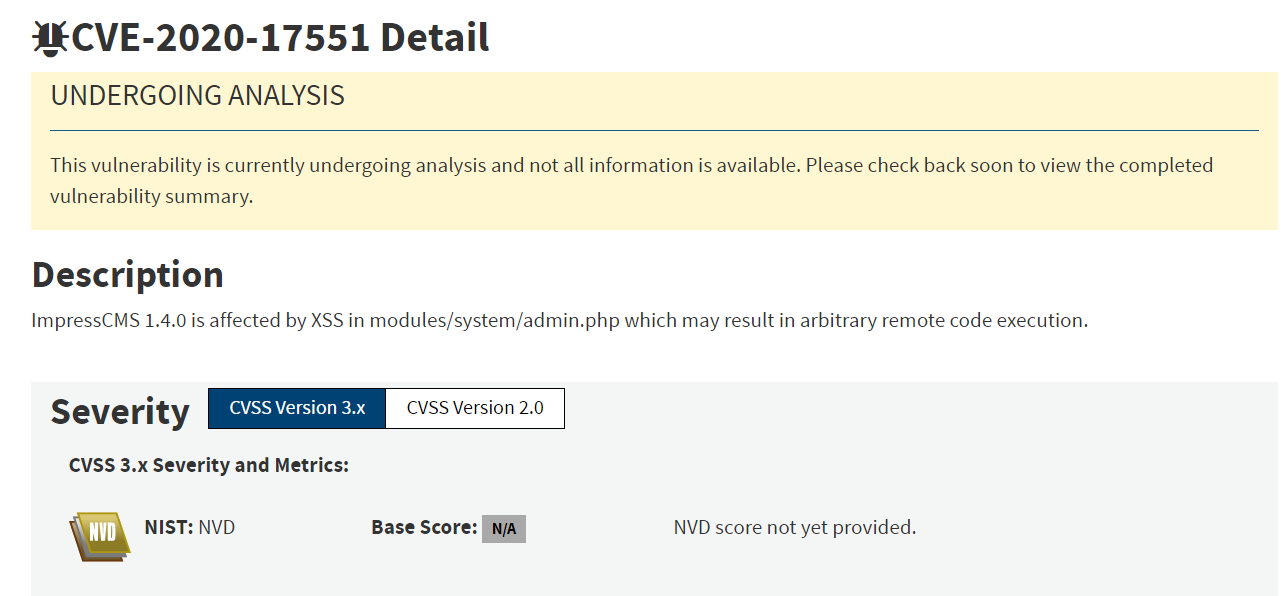 CVE-2020-17551 Detail
UNDERGOING ANALYSIS
This vulnerability is currently undergoing analysis and not all information is available. Please check back soon to view the completed
vulnerability summary.
Description
ImpressCMS 1.4.0 is affected by XSS in modules/system/admin.php which may result in arbitrary remote code execution.
Severity CVSS Version 3.x CVSS Version 2.0
CVSS 3.x Severity and Metrics:
NVD NIST: NVD Base Score: N/A NVD score not yet provided.